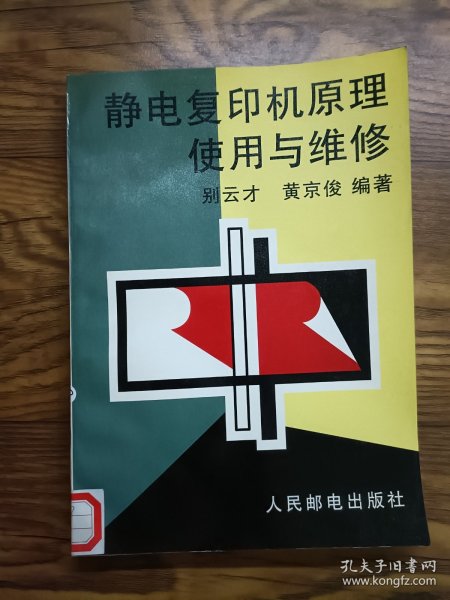 静电复印机原理
使用与维修
别云才 黄京俊 编著
人民邮电出版社
孔夫子旧书网
www.kongfz.com